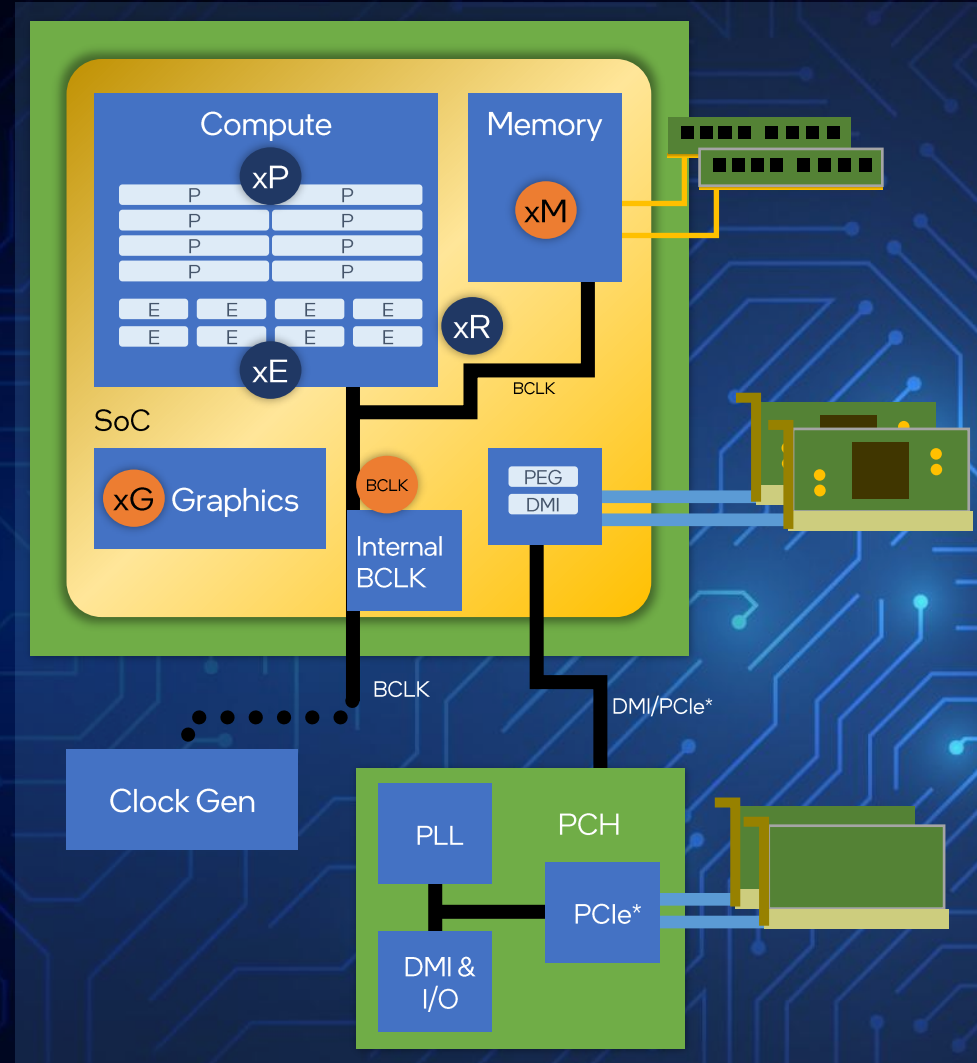 Compute
xP
P P
P P
P P
P P
E E E E
E E E E
xE
xR
Memory
xM
BCLK
SoC
xG Graphics
BCLK
Internal
BCLK
PEG
DMI
BCLK
DMI/PCIe*
Clock Gen
PCH
PLL
PCIe*
DMI &
I/O